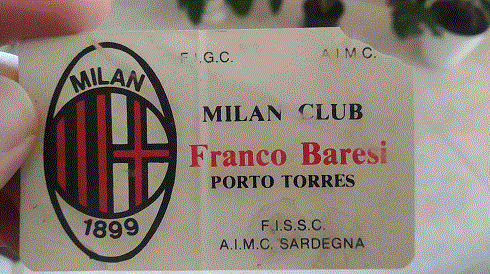 F.I.G.C. A.I.M.C.
MILAN
1899
MILAN CLUB
Franco Baresi
PORTO TORRES
F.I.S.S.C.
A.I.M.C. SARDEGNA